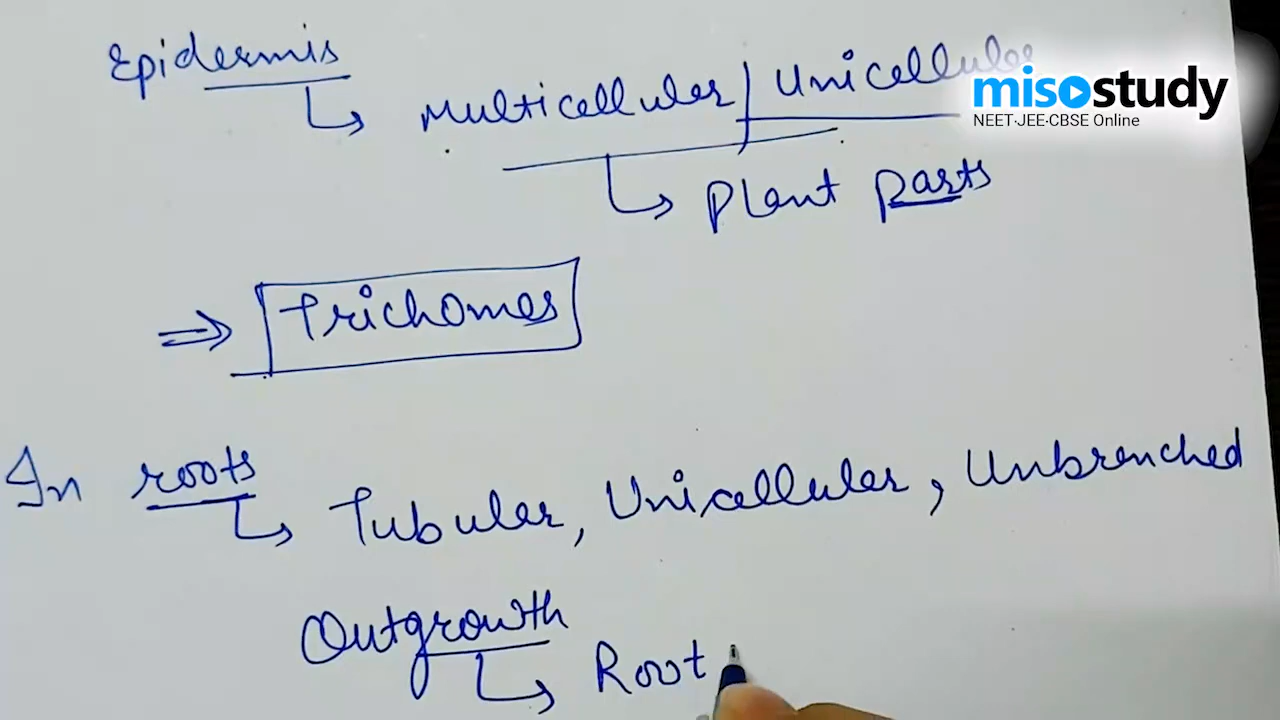 Epidermis
Multicellular / Unicellular
misostudy
NEET-JEE-CBSE Online
Plant parts
⇒ Trichomes
In roots
Tubular, Unicellular, Unbranched
Outgrowth
Root